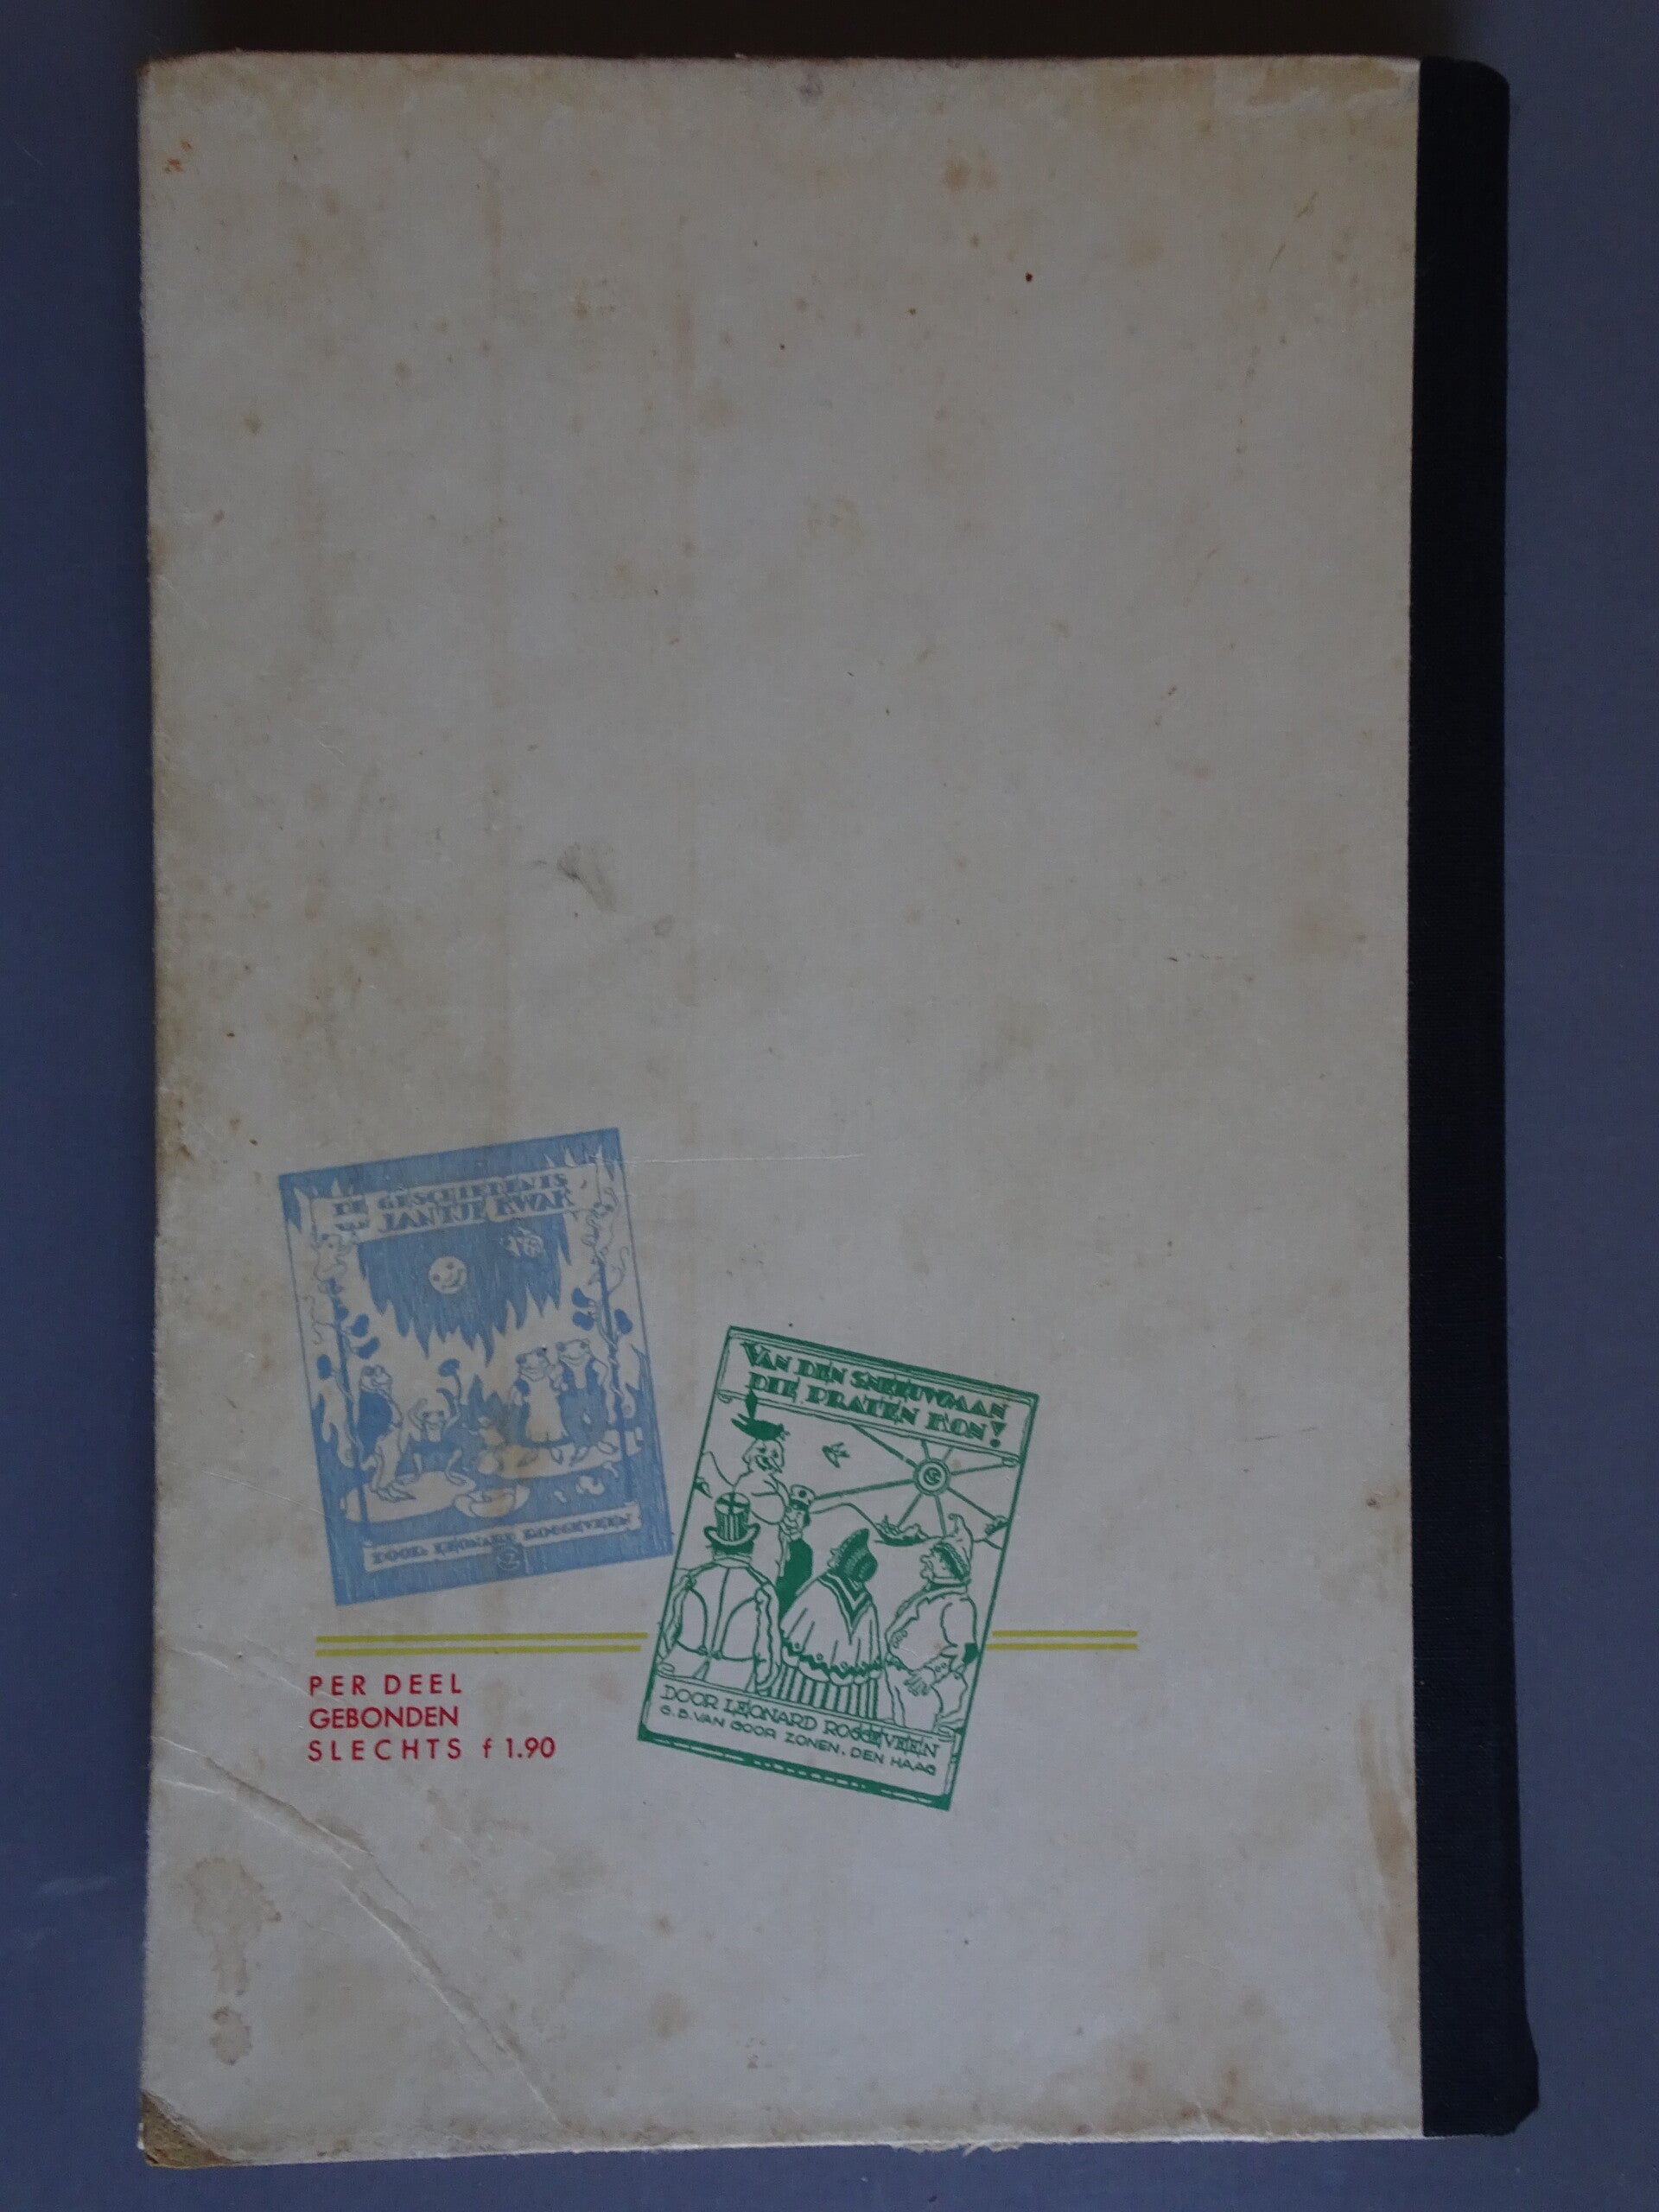 DE GESCHIEDENIS
VAN JANTJE KWAK
DOOR LEONARD ROGGEVEEN
VAN DEN SNEEUWMAN
DIE PRATEN KON!
DOOR LEONARD ROGGEVEEN
G.B.VAN GOOR ZONEN. DEN HAAG
PER DEEL
GEBONDEN
SLECHTS f 1.90